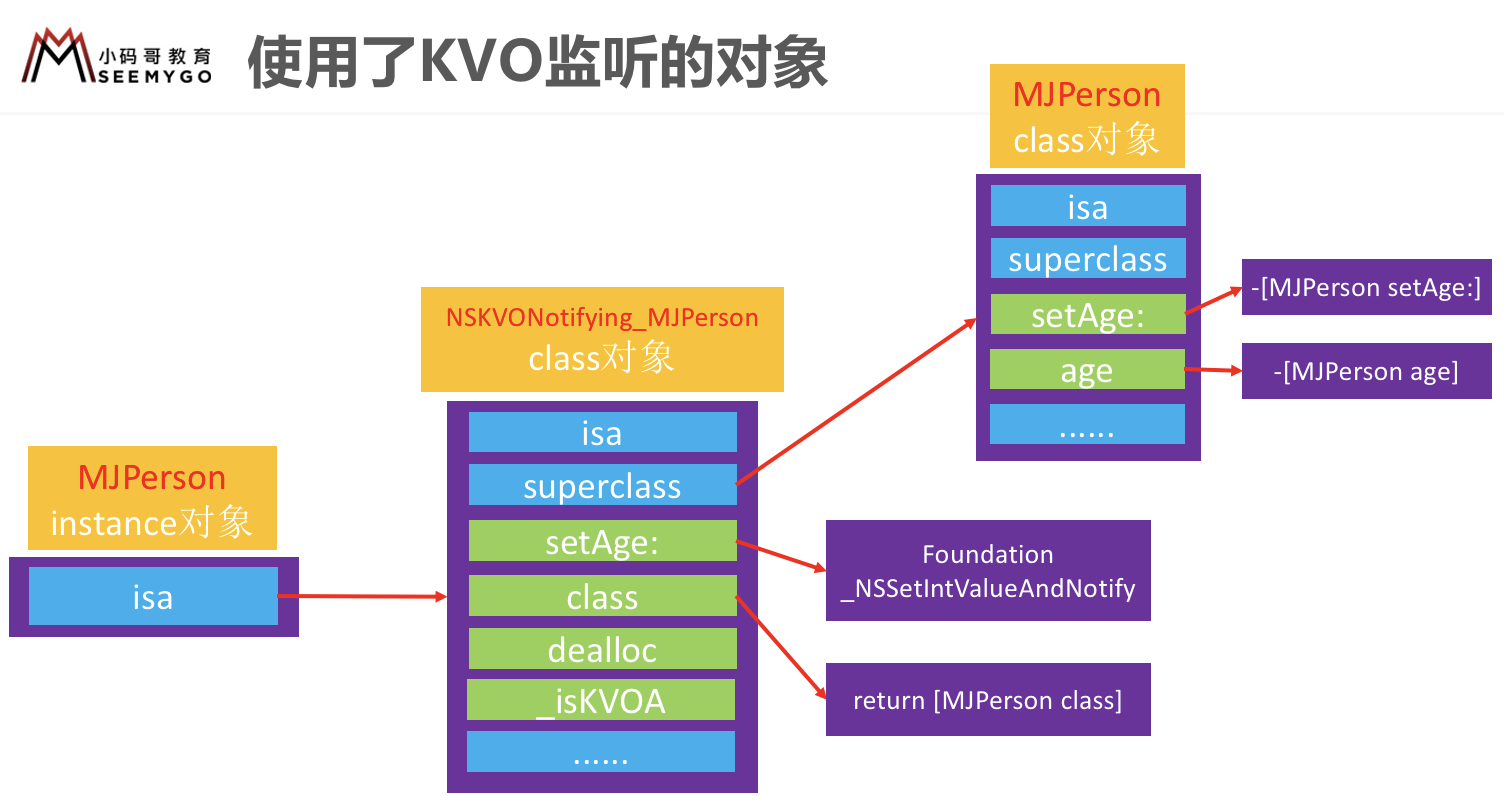 小码哥教育
SEEMYGO
使用了KVO监听的对象
MJPerson
class对象
isa
superclass
setAge:
age
......
-[MJPerson setAge:]
-[MJPerson age]
NSKVONotifying_MJPerson
class对象
isa
superclass
setAge:
class
dealloc
_isKVOA
......
MJPerson
instance对象
isa
Foundation
_NSSetIntValueAndNotify
return [MJPerson class]